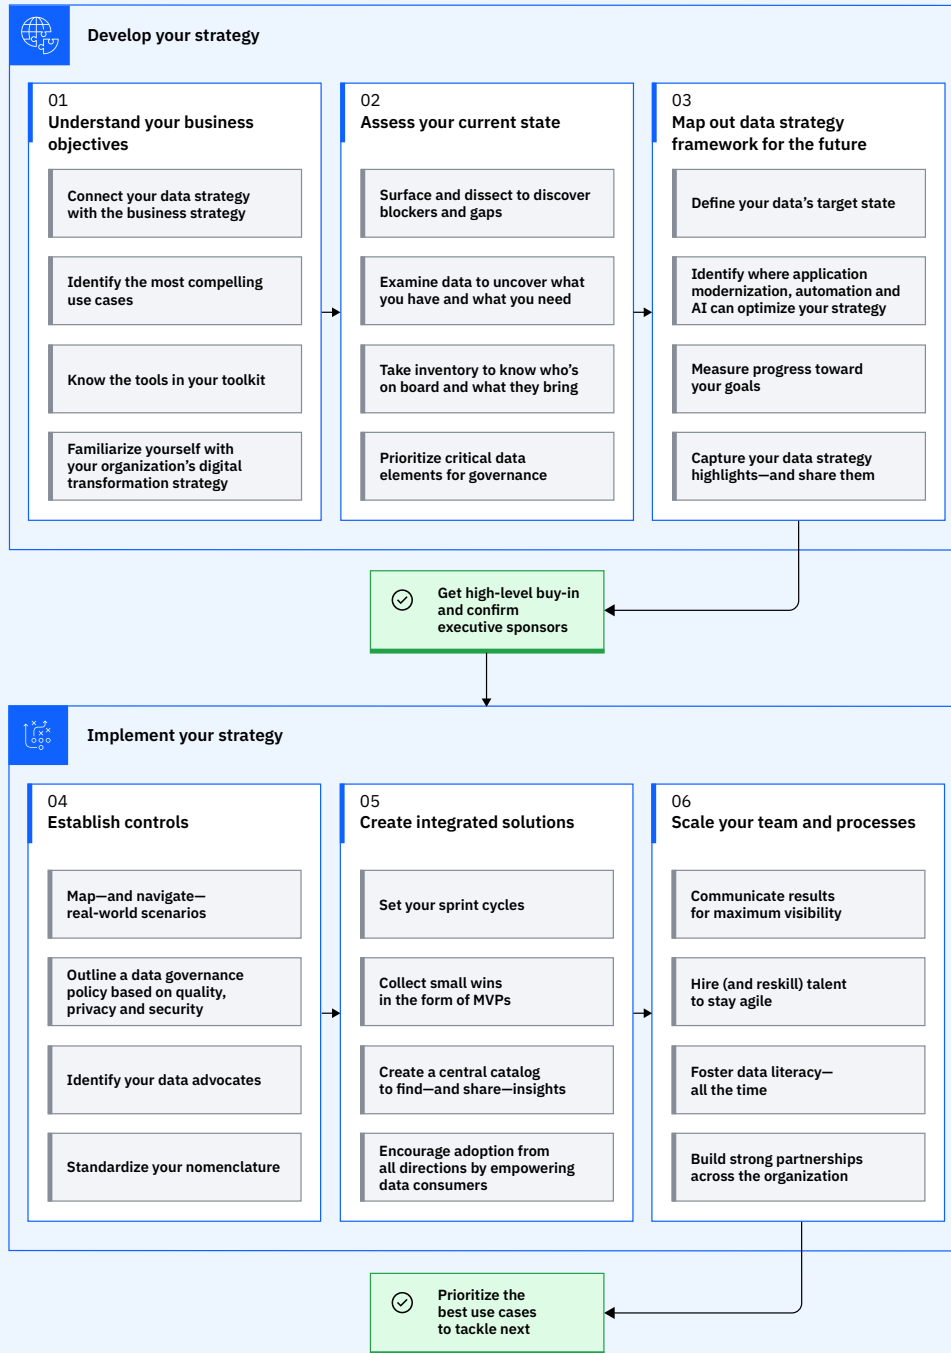 Develop your strategy
01
Understand your business
objectives
Connect your data strategy
with the business strategy
Identify the most compelling
use cases
Know the tools in your toolkit
Familiarize yourself with
your organization’s digital
transformation strategy
02
Assess your current state
Surface and dissect to discover
blockers and gaps
Examine data to uncover what
you have and what you need
Take inventory to know who’s
on board and what they bring
Prioritize critical data
elements for governance
03
Map out data strategy
framework for the future
Define your data’s target state
Identify where application
modernization, automation and
AI can optimize your strategy
Measure progress toward
your goals
Capture your data strategy
highlights—and share them
Get high-level buy-in
and confirm
executive sponsors
Implement your strategy
04
Establish controls
Map—and navigate—
real-world scenarios
Outline a data governance
policy based on quality,
privacy and security
Identify your data advocates
Standardize your nomenclature
05
Create integrated solutions
Set your sprint cycles
Collect small wins
in the form of MVPs
Create a central catalog
to find—and share—insights
Encourage adoption from
all directions by empowering
data consumers
06
Scale your team and processes
Communicate results
for maximum visibility
Hire (and reskill) talent
to stay agile
Foster data literacy—
all the time
Build strong partnerships
across the organization
Prioritize the
best use cases
to tackle next